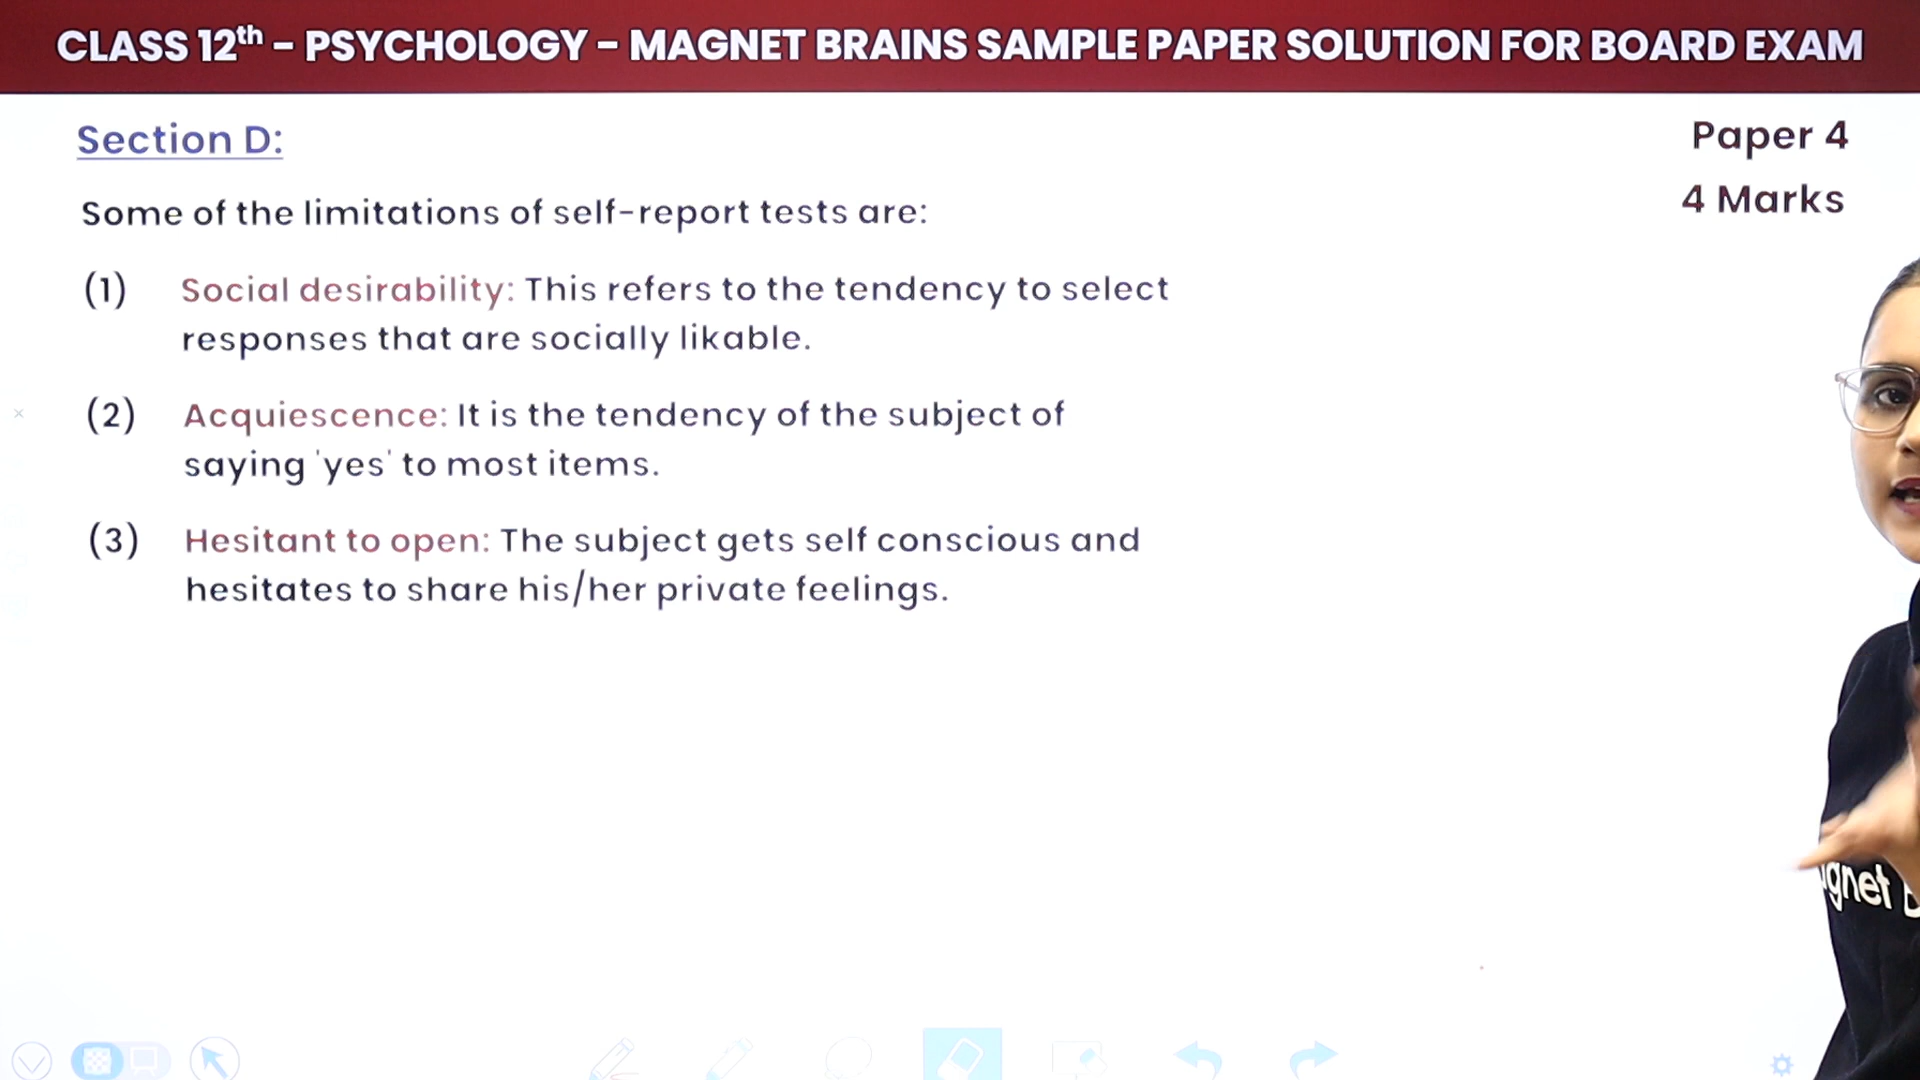 CLASS 12th – PSYCHOLOGY – MAGNET BRAINS SAMPLE PAPER SOLUTION FOR BOARD EXAM
Section D:
Paper 4
4 Marks
Some of the limitations of self-report tests are:
(1) Social desirability: This refers to the tendency to select
responses that are socially likable.
(2) Acquiescence: It is the tendency of the subject of
saying 'yes' to most items.
(3) Hesitant to open: The subject gets self conscious and
hesitates to share his/her private feelings.